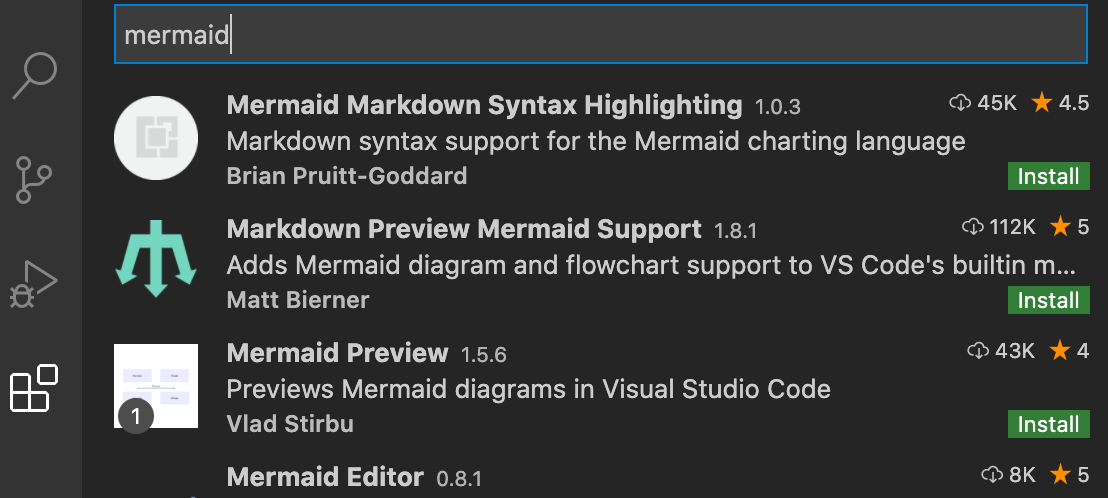 mermaid
Mermaid Markdown Syntax Highlighting 1.0.3 45K 4.5
Markdown syntax support for the Mermaid charting language
Brian Pruitt-Goddard Install
Markdown Preview Mermaid Support 1.8.1 112K 5
Adds Mermaid diagram and flowchart support to VS Code's builtin m...
Matt Bierner Install
Mermaid Preview 1.5.6 43K 4
Previews Mermaid diagrams in Visual Studio Code
1 Vlad Stirbu Install
Mermaid Editor 0.8.1 8K 5